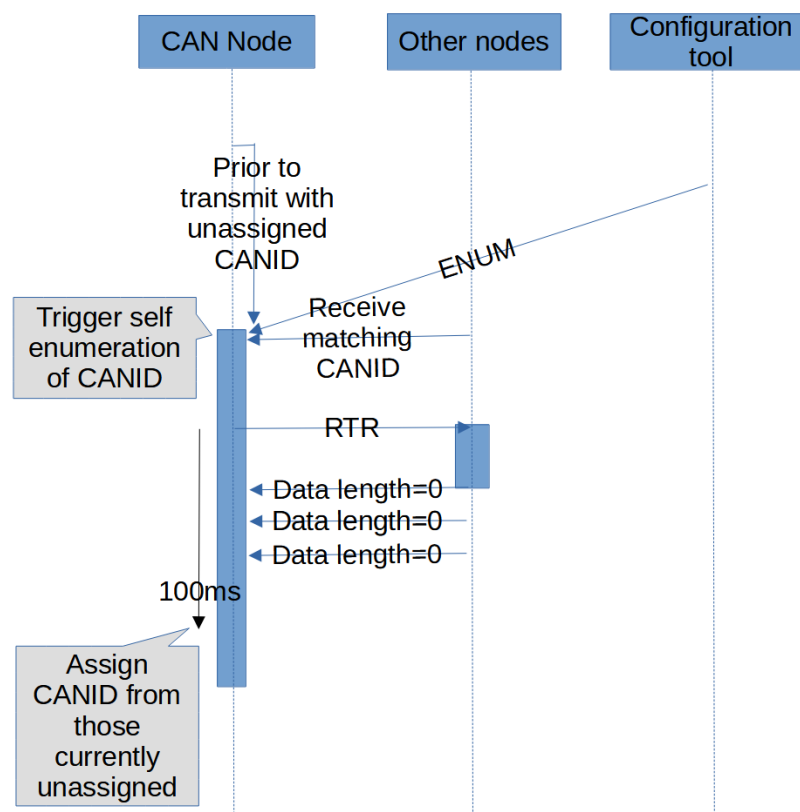 CAN Node
Other nodes
Configuration
tool
Prior to
transmit with
unassigned
CANID
ENUM
Trigger self
enumeration
of CANID
Receive
matching
CANID
RTR
Data length=0
Data length=0
Data length=0
100ms
Assign
CANID from
those
currently
unassigned